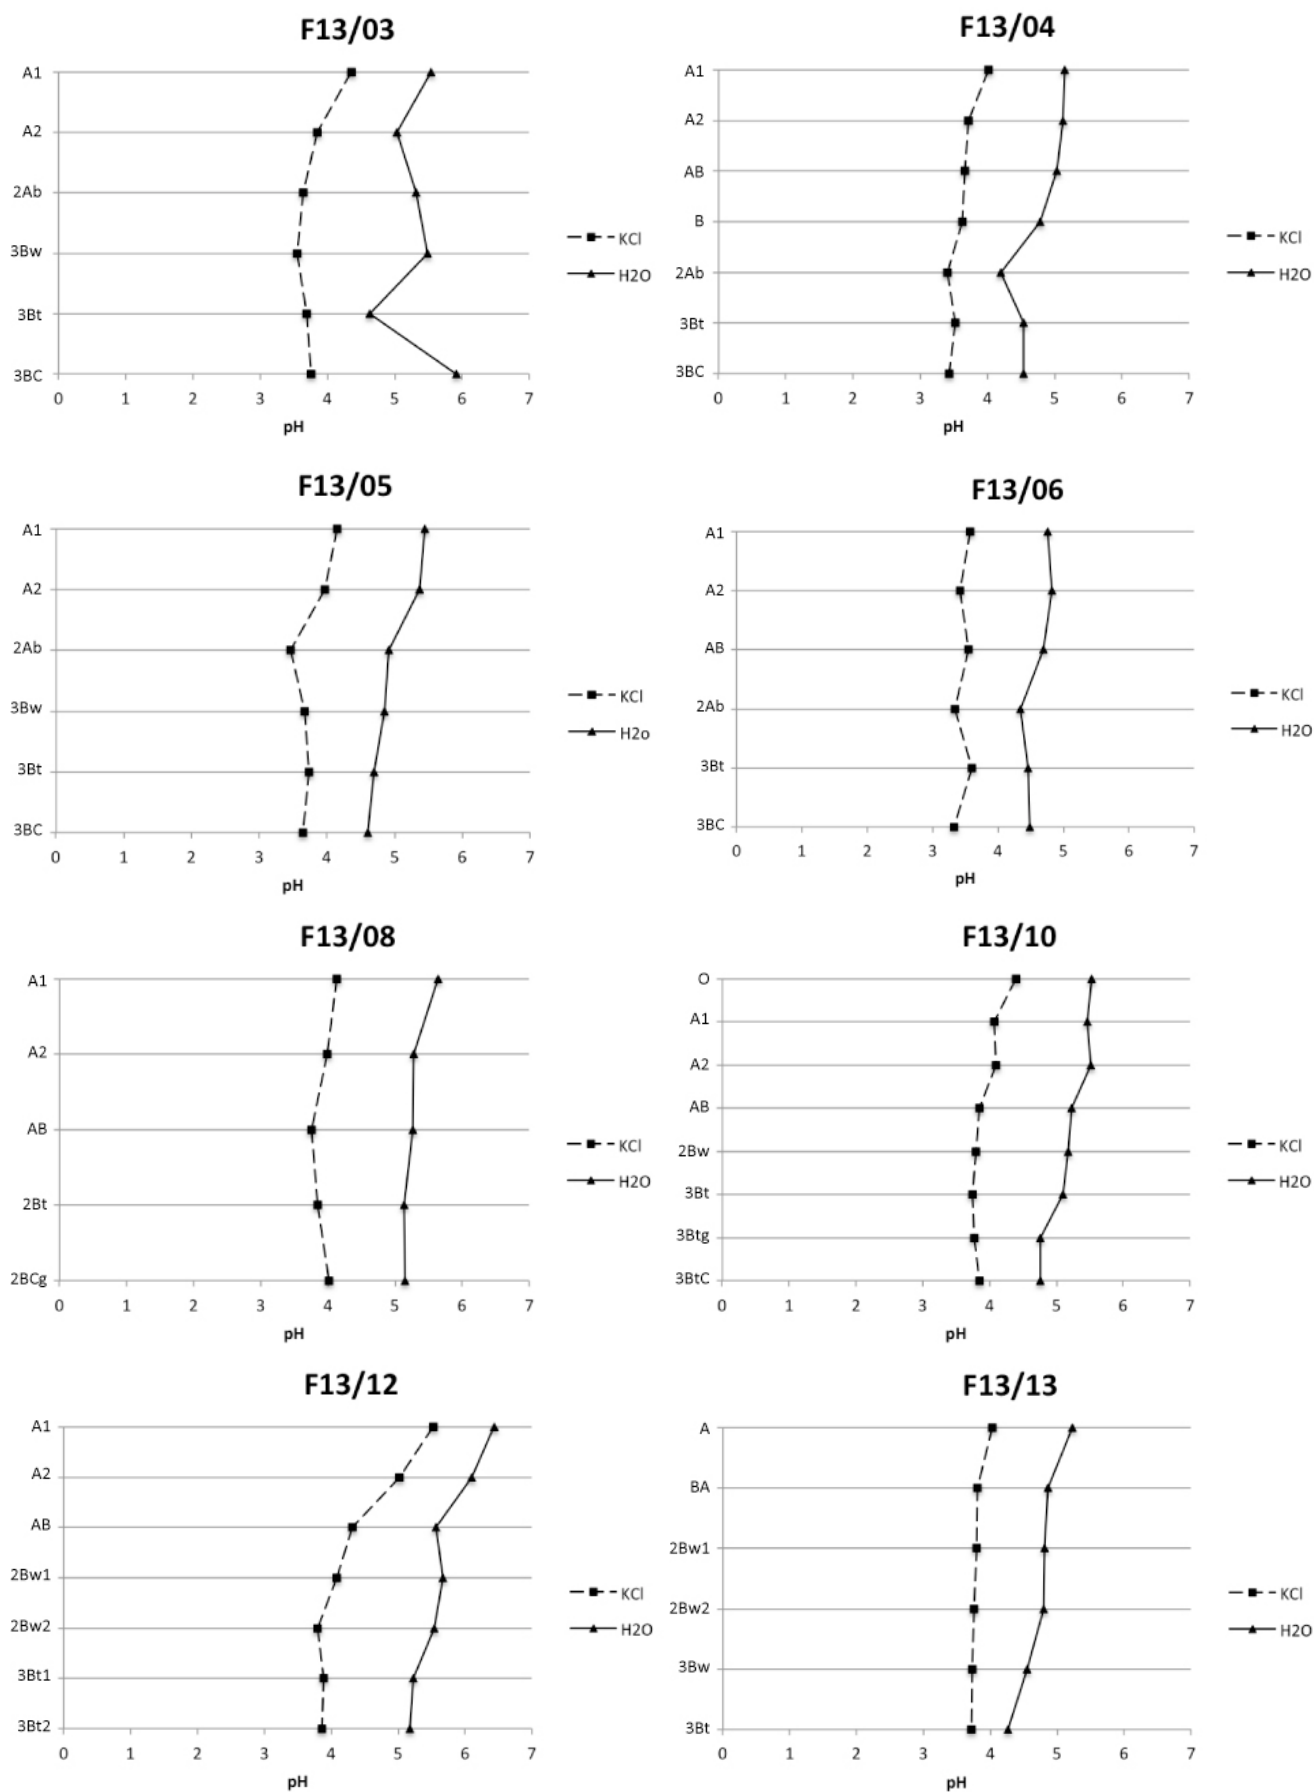 F13/03
A1
A2
2Ab
3Bw
3Bt
3BC
0 1 2 3 4 5 6 7
pH
KCl
H2O
F13/04
A1
A2
AB
B
2Ab
3Bt
3BC
0 1 2 3 4 5 6 7
pH
KCl
H2O
F13/05
A1
A2
2Ab
3Bw
3Bt
3BC
0 1 2 3 4 5 6 7
pH
KCl
H2o
F13/06
A1
A2
AB
2Ab
3Bt
3BC
0 1 2 3 4 5 6 7
pH
KCl
H2O
F13/08
A1
A2
AB
2Bt
2BCg
0 1 2 3 4 5 6 7
pH
KCl
H2O
F13/10
O
A1
A2
AB
2Bw
3Bt
3Btg
3BtC
0 1 2 3 4 5 6 7
pH
KCl
H2O
F13/12
A1
A2
AB
2Bw1
2Bw2
3Bt1
3Bt2
0 1 2 3 4 5 6 7
pH
KCl
H2O
F13/13
A
BA
2Bw1
2Bw2
3Bw
3Bt
0 1 2 3 4 5 6 7
pH
KCl
H2O